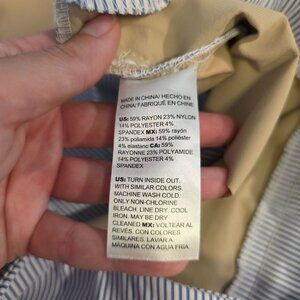 MADE IN CHINA/ HECHO EN
CHINA/ FABRIQUÉ EN CHINE
US: 59% RAYON 23% NYLON
14% POLYESTER 4%
SPANDEX MX: 59% rayón
23% poliamida 14% poliéster
4% elastano CA: 59%
RAYONNE 23% POLYAMIDE
14% POLYESTER 4%
SPANDEX
US: TURN INSIDE OUT.
WITH SIMILAR COLORS.
MACHINE WASH COLD.
ONLY NON-CHLORINE
BLEACH. LINE DRY. COOL
IRON. MAY BE DRY
CLEANED MX: VOLTEAR AL
REVÉS. CON COLORES
SIMILARES. LAVAR A
MÁQUINA CON AGUA FRÍA.